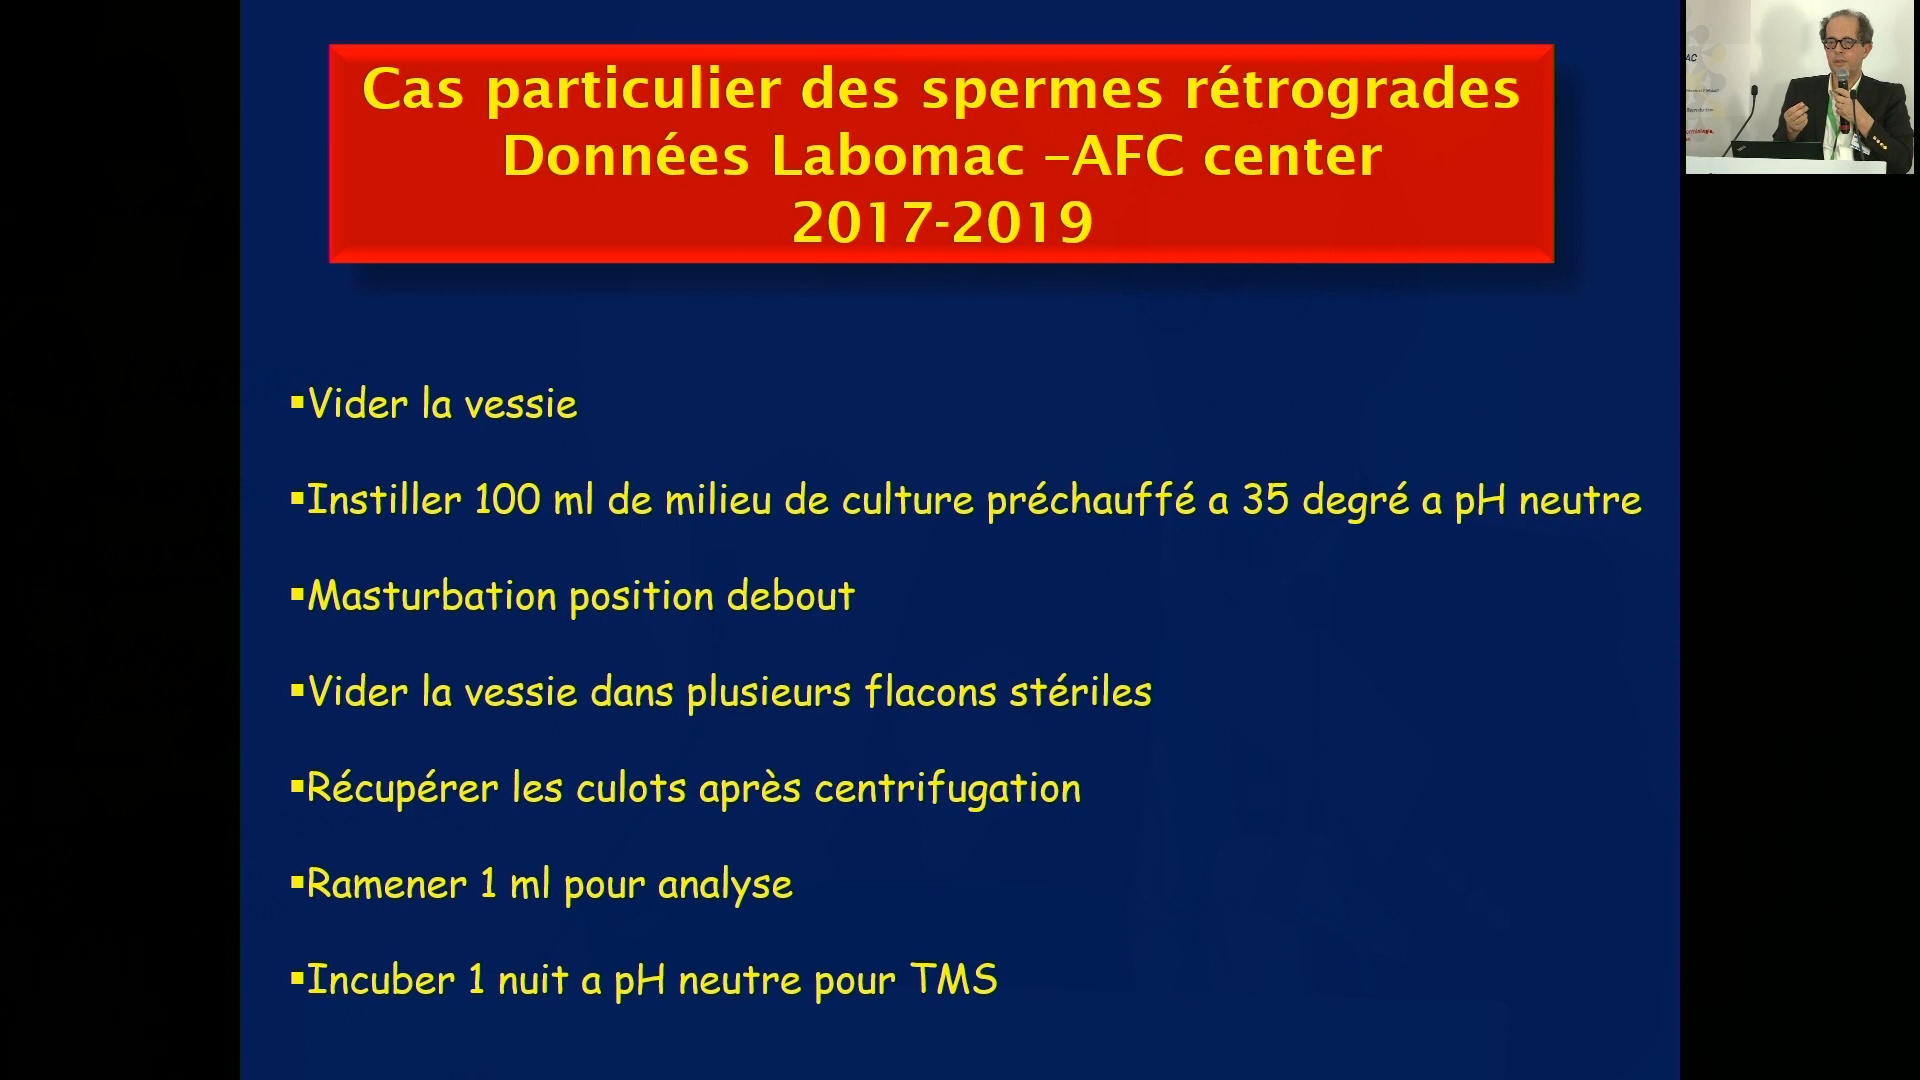 Cas particulier des spermes rétrogrades
Données Labomac –AFC center
2017-2019
▪Vider la vessie
▪Instiller 100 ml de milieu de culture préchauffé a 35 degré a pH neutre
▪Masturbation position debout
▪Vider la vessie dans plusieurs flacons stériles
▪Récupérer les culots après centrifugation
▪Ramener 1 ml pour analyse
▪Incuber 1 nuit a pH neutre pour TMS
AC